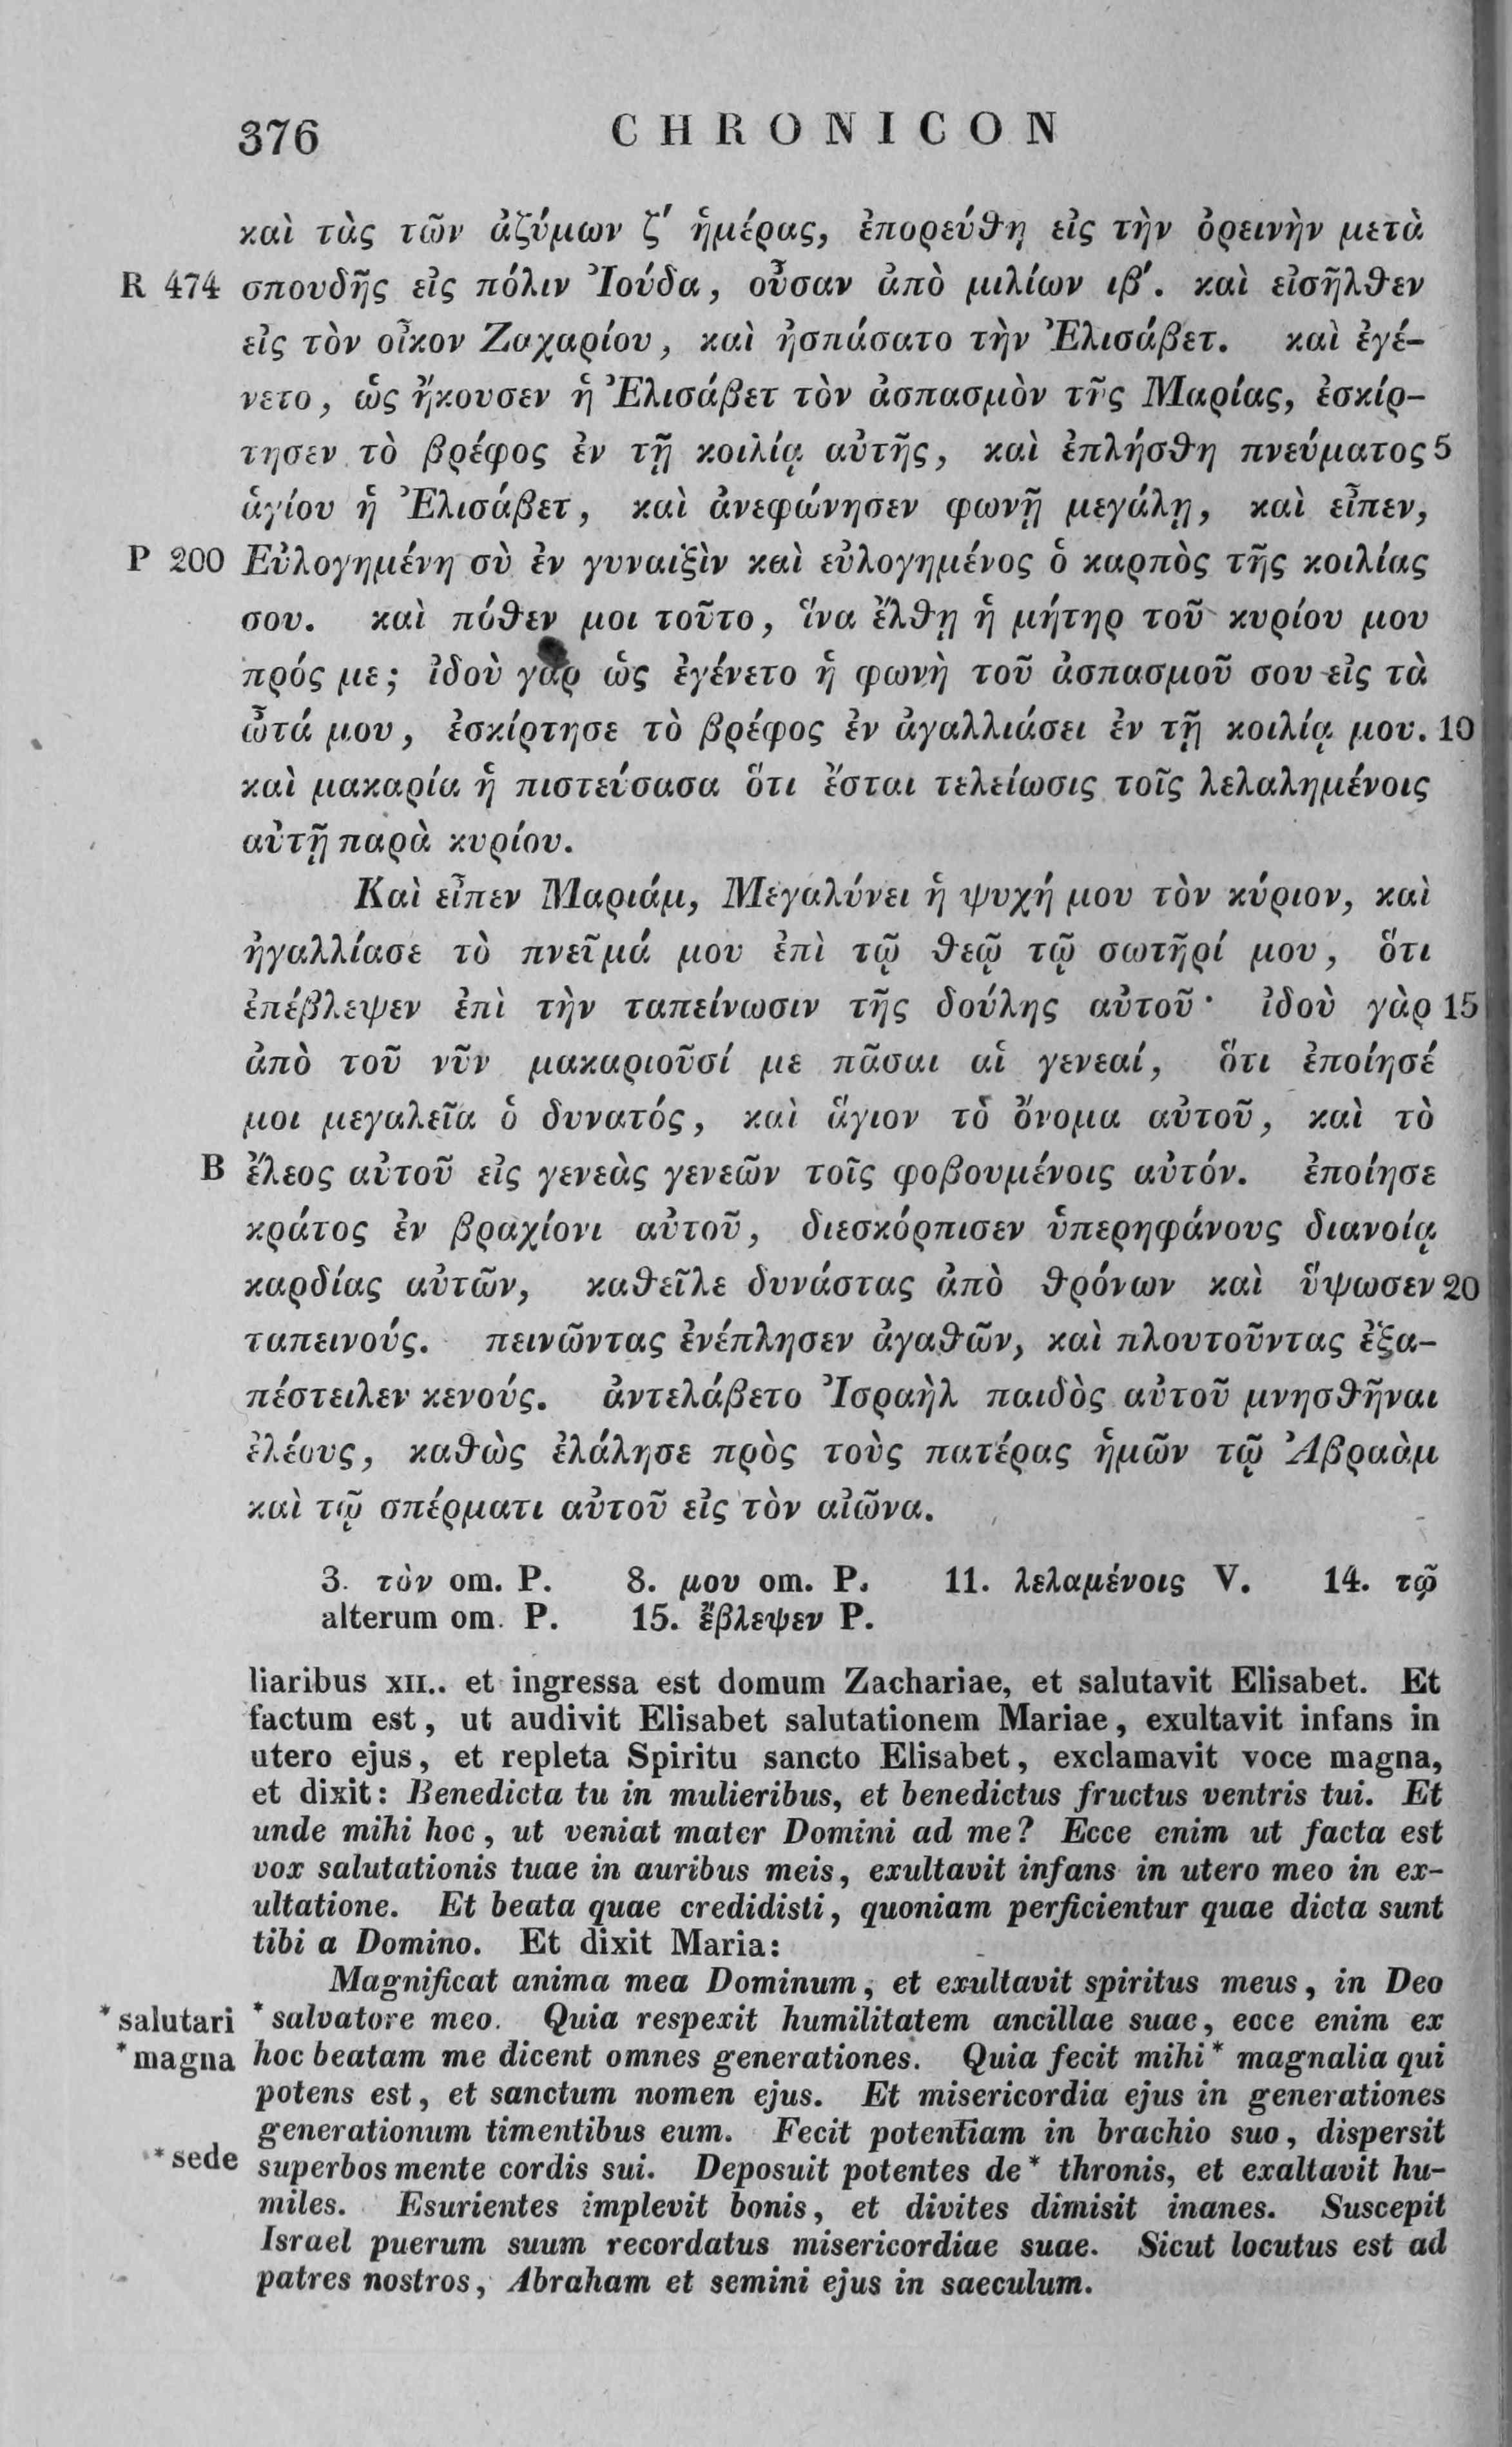 376 CHRONICON
καὶ τὰς τῶν ἀζύμων ζ′ ἡμέρας, ἐπορεύθη εἰς τὴν ὀρεινὴν μετὰ
R 474 σπουδῆς εἰς πόλιν Ἰούδα, οὖσαν ἀπὸ μιλίων ιβ′. καὶ εἰσῆλθεν
εἰς τὸν οἶκον Ζαχαρίου, καὶ ἠσπάσατο τὴν Ἐλισάβετ. καὶ ἐγέ-
νετο, ὡς ἤκουσεν ἡ Ἐλισάβετ τὸν ἀσπασμὸν τῆς Μαρίας, ἐσκίρ-
τησεν τὸ βρέφος ἐν τῇ κοιλίᾳ αὐτῆς, καὶ ἐπλήσθη πνεύματος 5
ἁγίου ἡ Ἐλισάβετ, καὶ ἀνεφώνησεν φωνῇ μεγάλῃ, καὶ εἶπεν,
P 200 Εὐλογημένη σὺ ἐν γυναιξὶν καὶ εὐλογημένος ὁ καρπὸς τῆς κοιλίας
σου. καὶ πόθεν μοι τοῦτο, ἵνα ἔλθῃ ἡ μήτηρ τοῦ κυρίου μου
πρός με; ἰδοὺ γὰρ ὡς ἐγένετο ἡ φωνὴ τοῦ ἀσπασμοῦ σου εἰς τὰ
ὦτά μου, ἐσκίρτησε τὸ βρέφος ἐν ἀγαλλιάσει ἐν τῇ κοιλίᾳ μου. 10
καὶ μακαρία ἡ πιστεύσασα ὅτι ἔσται τελείωσις τοῖς λελαλημένοις
αὐτῇ παρὰ κυρίου.
Καὶ εἶπεν Μαριάμ, Μεγαλύνει ἡ ψυχή μου τὸν κύριον, καὶ
ἠγαλλίασε τὸ πνεῦμά μου ἐπὶ τῷ θεῷ τῷ σωτῆρί μου, ὅτι
ἐπέβλεψεν ἐπὶ τὴν ταπείνωσιν τῆς δούλης αὐτοῦ· ἰδοὺ γὰρ 15
ἀπὸ τοῦ νῦν μακαριοῦσί με πᾶσαι αἱ γενεαί, ὅτι ἐποίησέ
μοι μεγαλεῖα ὁ δυνατός, καὶ ἅγιον τὸ ὄνομα αὐτοῦ, καὶ τὸ
B ἔλεος αὐτοῦ εἰς γενεὰς γενεῶν τοῖς φοβουμένοις αὐτόν. ἐποίησε
κράτος ἐν βραχίονι αὐτοῦ, διεσκόρπισεν ὑπερηφάνους διανοίᾳ
καρδίας αὐτῶν, καθεῖλε δυνάστας ἀπὸ θρόνων καὶ ὕψωσεν 20
ταπεινούς. πεινῶντας ἐνέπλησεν ἀγαθῶν, καὶ πλουτοῦντας ἐξα-
πέστειλεν κενούς. ἀντελάβετο Ἰσραὴλ παιδὸς αὐτοῦ μνησθῆναι
ἐλέους, καθὼς ἐλάλησε πρὸς τοὺς πατέρας ἡμῶν τῷ Ἀβραὰμ
καὶ τῷ σπέρματι αὐτοῦ εἰς τὸν αἰῶνα.
3. τὸν om. P. 8. μου om. P. 11. λελαμένοις V. 14. τῷ
alterum om. P. 15. ἔβλεψεν P.
liaribus XII.. et ingressa est domum Zachariae, et salutavit Elisabet. Et
factum est, ut audivit Elisabet salutationem Mariae, exultavit infans in
utero ejus, et repleta Spiritu sancto Elisabet, exclamavit voce magna,
et dixit: Benedicta tu in mulieribus, et benedictus fructus ventris tui. Et
unde mihi hoc, ut veniat mater Domini ad me? Ecce enim ut facta est
vox salutationis tuae in auribus meis, exultavit infans in utero meo in ex-
ultatione. Et beata quae credidisti, quoniam perficientur quae dicta sunt
tibi a Domino. Et dixit Maria:
Magnificat anima mea Dominum, et exultavit spiritus meus, in Deo
*salutari *salvatore meo. Quia respexit humilitatem ancillae suae, ecce enim ex
*magna hoc beatam me dicent omnes generationes. Quia fecit mihi* magnalia qui
potens est, et sanctum nomen ejus. Et misericordia ejus in generationes
generationum timentibus eum. Fecit potentiam in brachio suo, dispersit
*sede superbos mente cordis sui. Deposuit potentes de* thronis, et exaltavit hu-
miles. Esurientes implevit bonis, et divites dimisit inanes. Suscepit
Israel puerum suum recordatus misericordiae suae. Sicut locutus est ad
patres nostros, Abraham et semini ejus in saeculum.